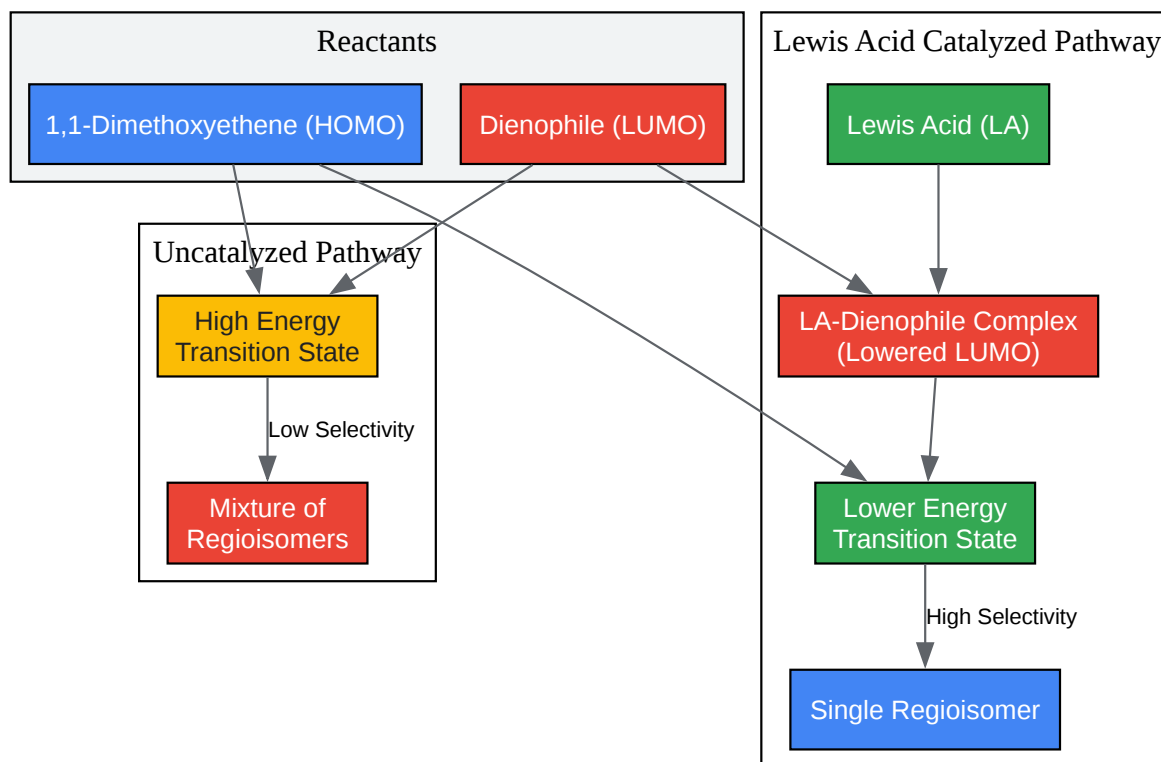 Reactants
1,1-Dimethoxyethene (HOMO)
Dienophile (LUMO)
Lewis Acid Catalyzed Pathway
Lewis Acid (LA)
Uncatalyzed Pathway
High Energy
Transition State
LA-Dienophile Complex
(Lowered LUMO)
Low Selectivity
Mixture of
Regioisomers
Lower Energy
Transition State
High Selectivity
Single Regioisomer